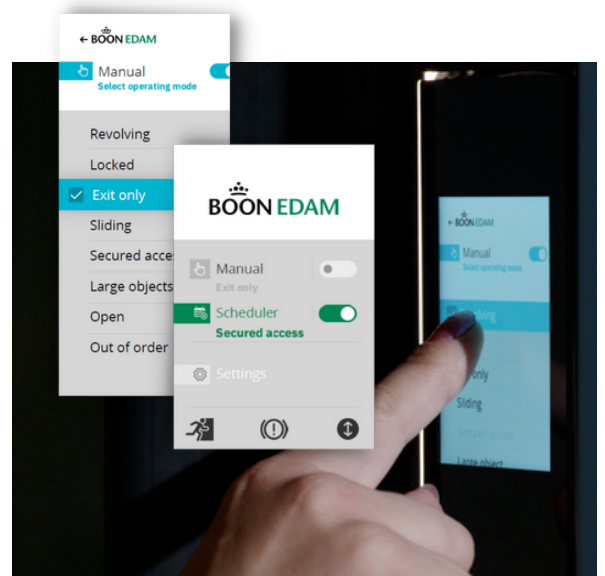 ← BOON EDAM
Manual
Select operating mode
Revolving
Locked
Exit only
Sliding
Secured acce
Large objects
Open
Out of order
BOON EDAM
Manual
Exit only
Scheduler
Secured access
Settings
← BOON EDAM
Manual
Select operating mode
Revolving
only
Sliding
Secured access
Large object